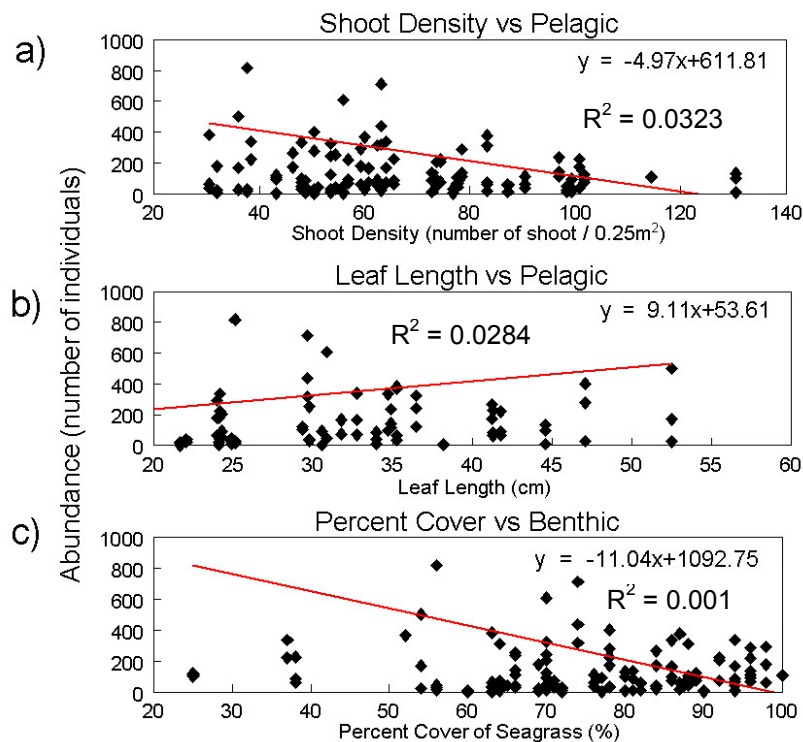 a)
Shoot Density vs Pelagic
y = -4.97x+611.81
R² = 0.0323
1000
800
600
400
200
0
20 40 60 80 100 120 140
Shoot Density (number of shoot / 0.25m²)
Abundance (number of individuals)
b)
Leaf Length vs Pelagic
y = 9.11x+53.61
R² = 0.0284
1000
800
600
400
200
0
20 25 30 35 40 45 50 55 60
Leaf Length (cm)
c)
Percent Cover vs Benthic
y = -11.04x+1092.75
R² = 0.001
1000
800
600
400
200
0
20 30 40 50 60 70 80 90 100
Percent Cover of Seagrass (%)